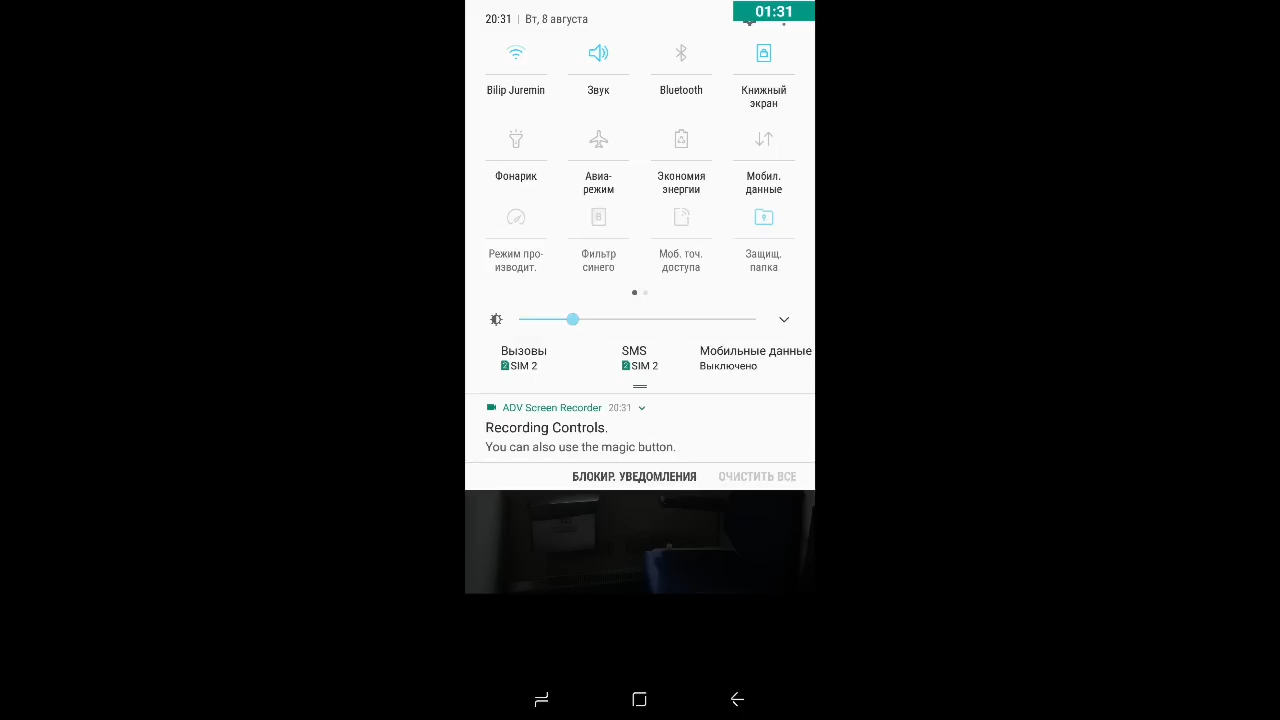 20:31 | Вт, 8 августа
01:31
Bilip Juremin
Звук
Bluetooth
Книжный
экран
Фонарик
Авиа-
режим
Экономия
энергии
Мобил.
данные
Режим про-
изводит.
Фильтр
синего
Моб. точ.
доступа
Защищ.
папка
Вызовы
2 SIM 2
SMS
2 SIM 2
Мобильные данные
Выключено
ADV Screen Recorder 20:31
Recording Controls.
You can also use the magic button.
БЛОКИР. УВЕДОМЛЕНИЯ
ОЧИСТИТЬ ВСЕ